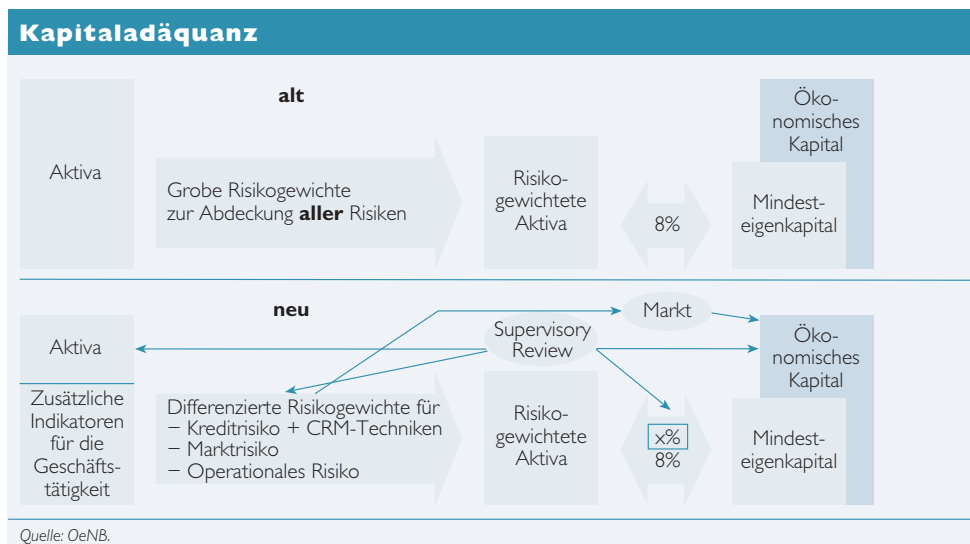 Kapitaladäquanz
alt
Aktiva
Grobe Risikogewichte
zur Abdeckung aller Risiken
Risiko-
gewichtete
Aktiva
8%
Öko-
nomisches
Kapital
Mindest-
eigenkapital
neu
Markt
Supervisory
Review
Aktiva
Zusätzliche
Indikatoren
für die
Geschäfts-
tätigkeit
Differenzierte Risikogewichte für
– Kreditrisiko + CRM-Techniken
– Marktrisiko
– Operationales Risiko
Risiko-
gewichtete
Aktiva
x%
8%
Öko-
nomisches
Kapital
Mindest-
eigenkapital
Quelle: OeNB.